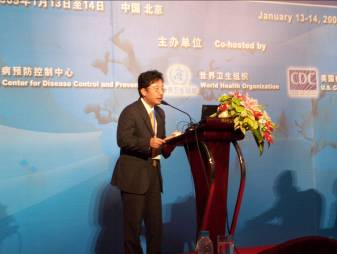 年1月13日至14日 中国 北京
January 13-14, 200
主办单位 Co-hosted by
病预防控制中心 世界卫生组织
Center for Disease Control and Preve World Health Organization CDC
U.S. C